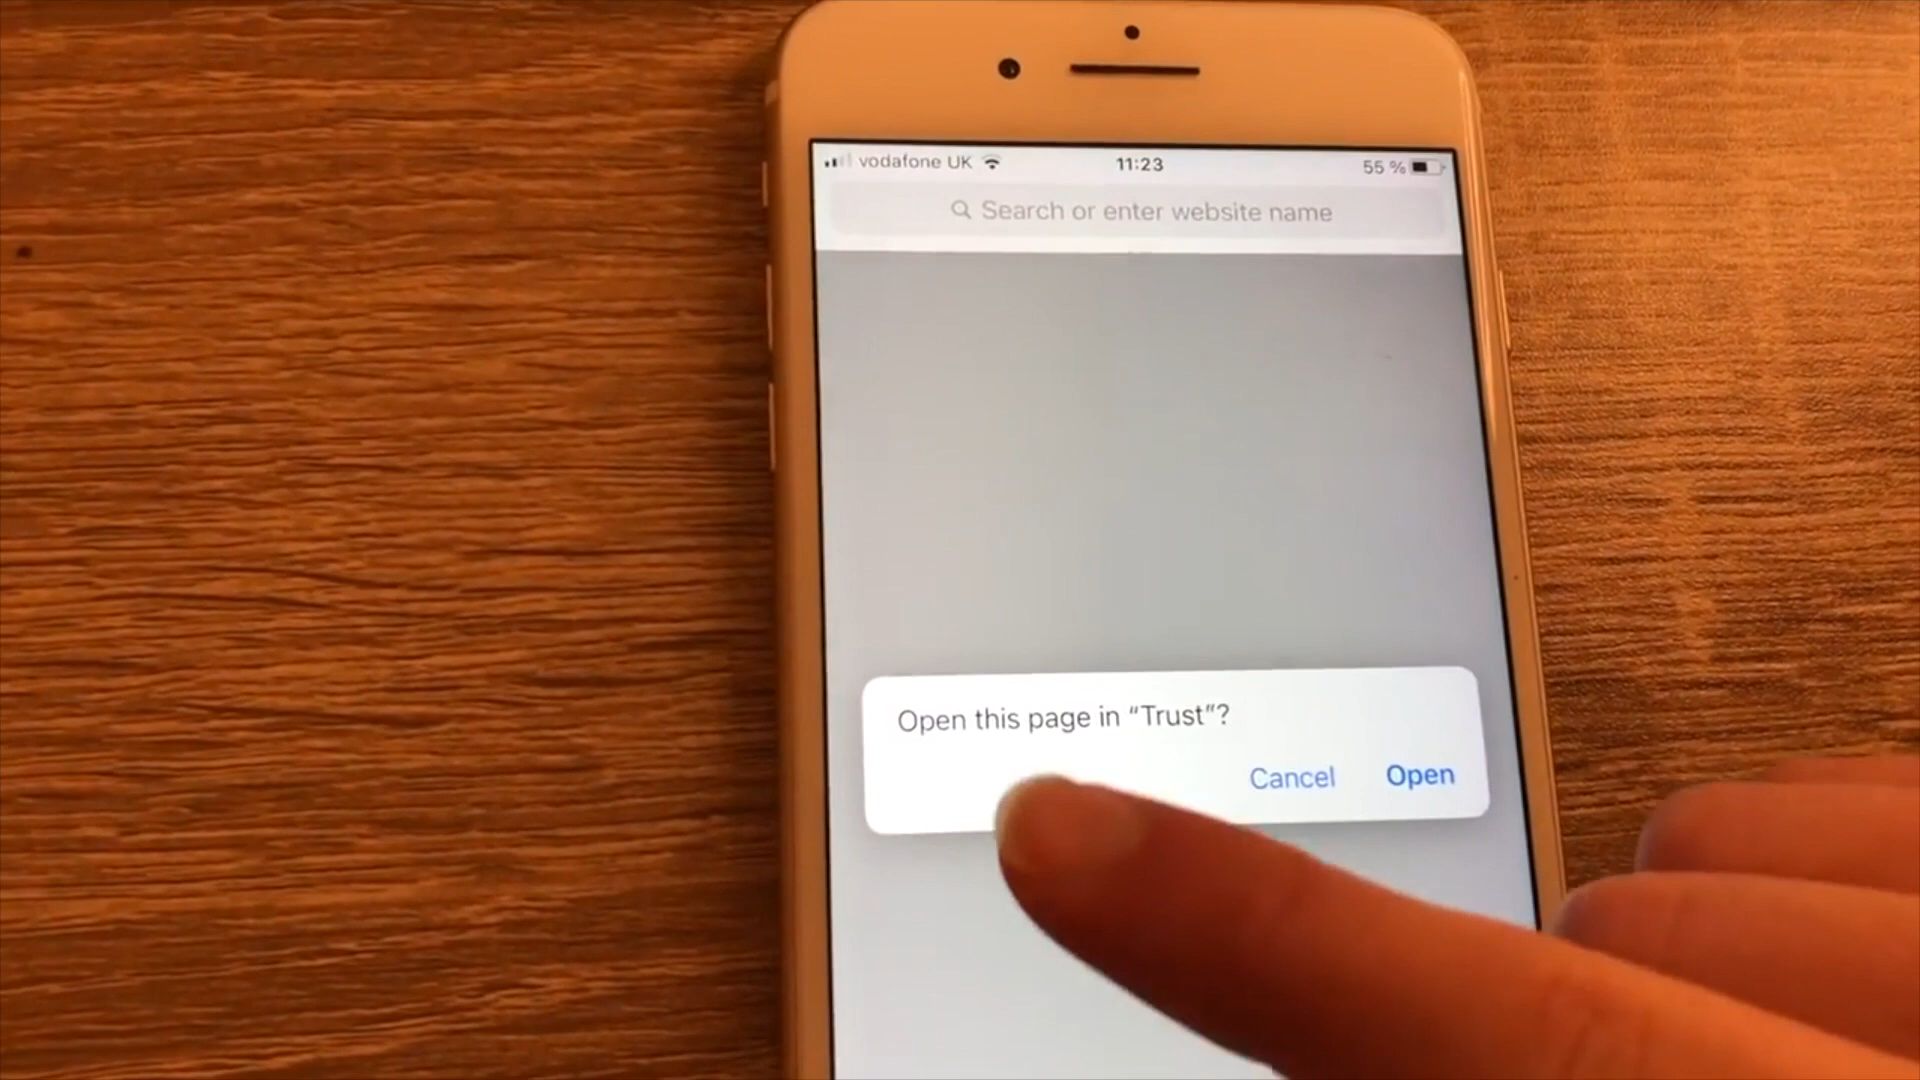 vodafone UK 11:23 55 %
Search or enter website name
Open this page in “Trust”?
Cancel Open